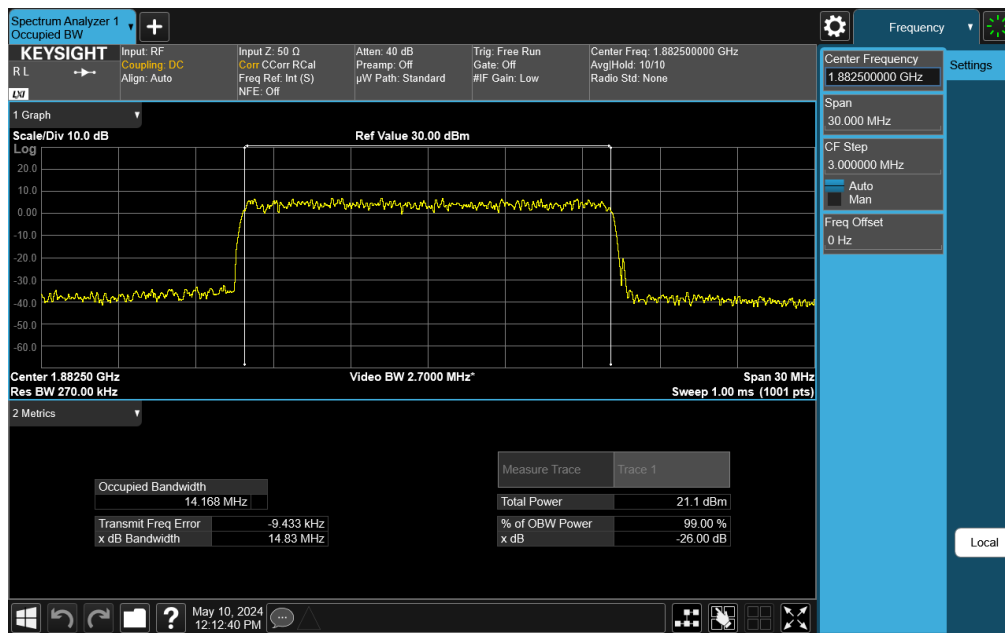 Spectrum Analyzer 1
Occupied BW
Frequency
KEYSIGHT
R L
LXI
Input: RF
Coupling: DC
Align: Auto
Input Z: 50 Ω
Corr CCorr RCal
Freq Ref: Int (S)
NFE: Off
Atten: 40 dB
Preamp: Off
µW Path: Standard
Trig: Free Run
Gate: Off
#IF Gain: Low
Center Freq: 1.882500000 GHz
Avg|Hold: 10/10
Radio Std: None
Center Frequency
1.882500000 GHz
Settings
Span
30.000 MHz
CF Step
3.000000 MHz
Auto
Man
Freq Offset
0 Hz
1 Graph
Scale/Div 10.0 dB
Ref Value 30.00 dBm
Log
20.0
10.0
0.00
-10.0
-20.0
-30.0
-40.0
-50.0
-60.0
Center 1.88250 GHz
Video BW 2.7000 MHz*
Span 30 MHz
Res BW 270.00 kHz
Sweep 1.00 ms (1001 pts)
2 Metrics
Measure Trace
Trace 1
Occupied Bandwidth
14.168 MHz
Total Power
21.1 dBm
Transmit Freq Error
-9.433 kHz
% of OBW Power
99.00 %
x dB Bandwidth
14.83 MHz
x dB
-26.00 dB
Local
May 10, 2024
12:12:40 PM